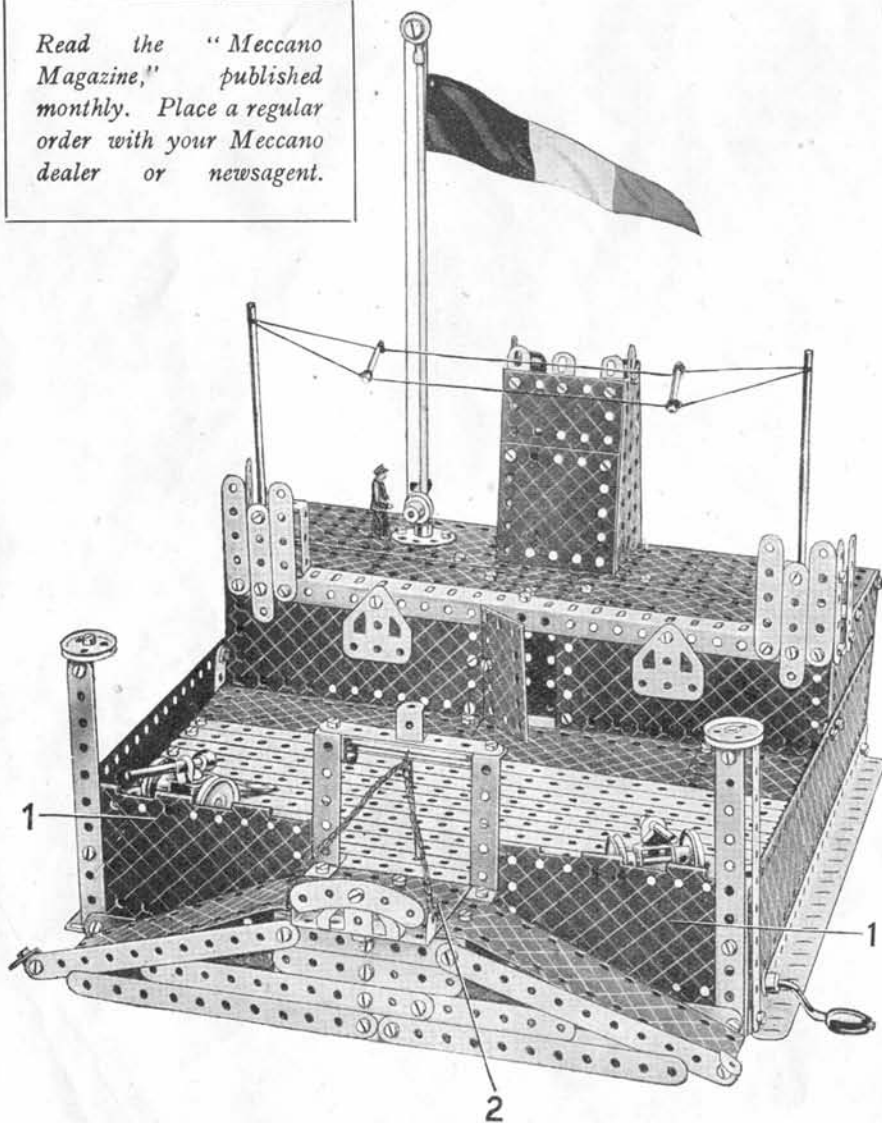 Read the “Meccano
Magazine,” published
monthly. Place a regular
order with your Meccano
dealer or newsagent.
1
1
2